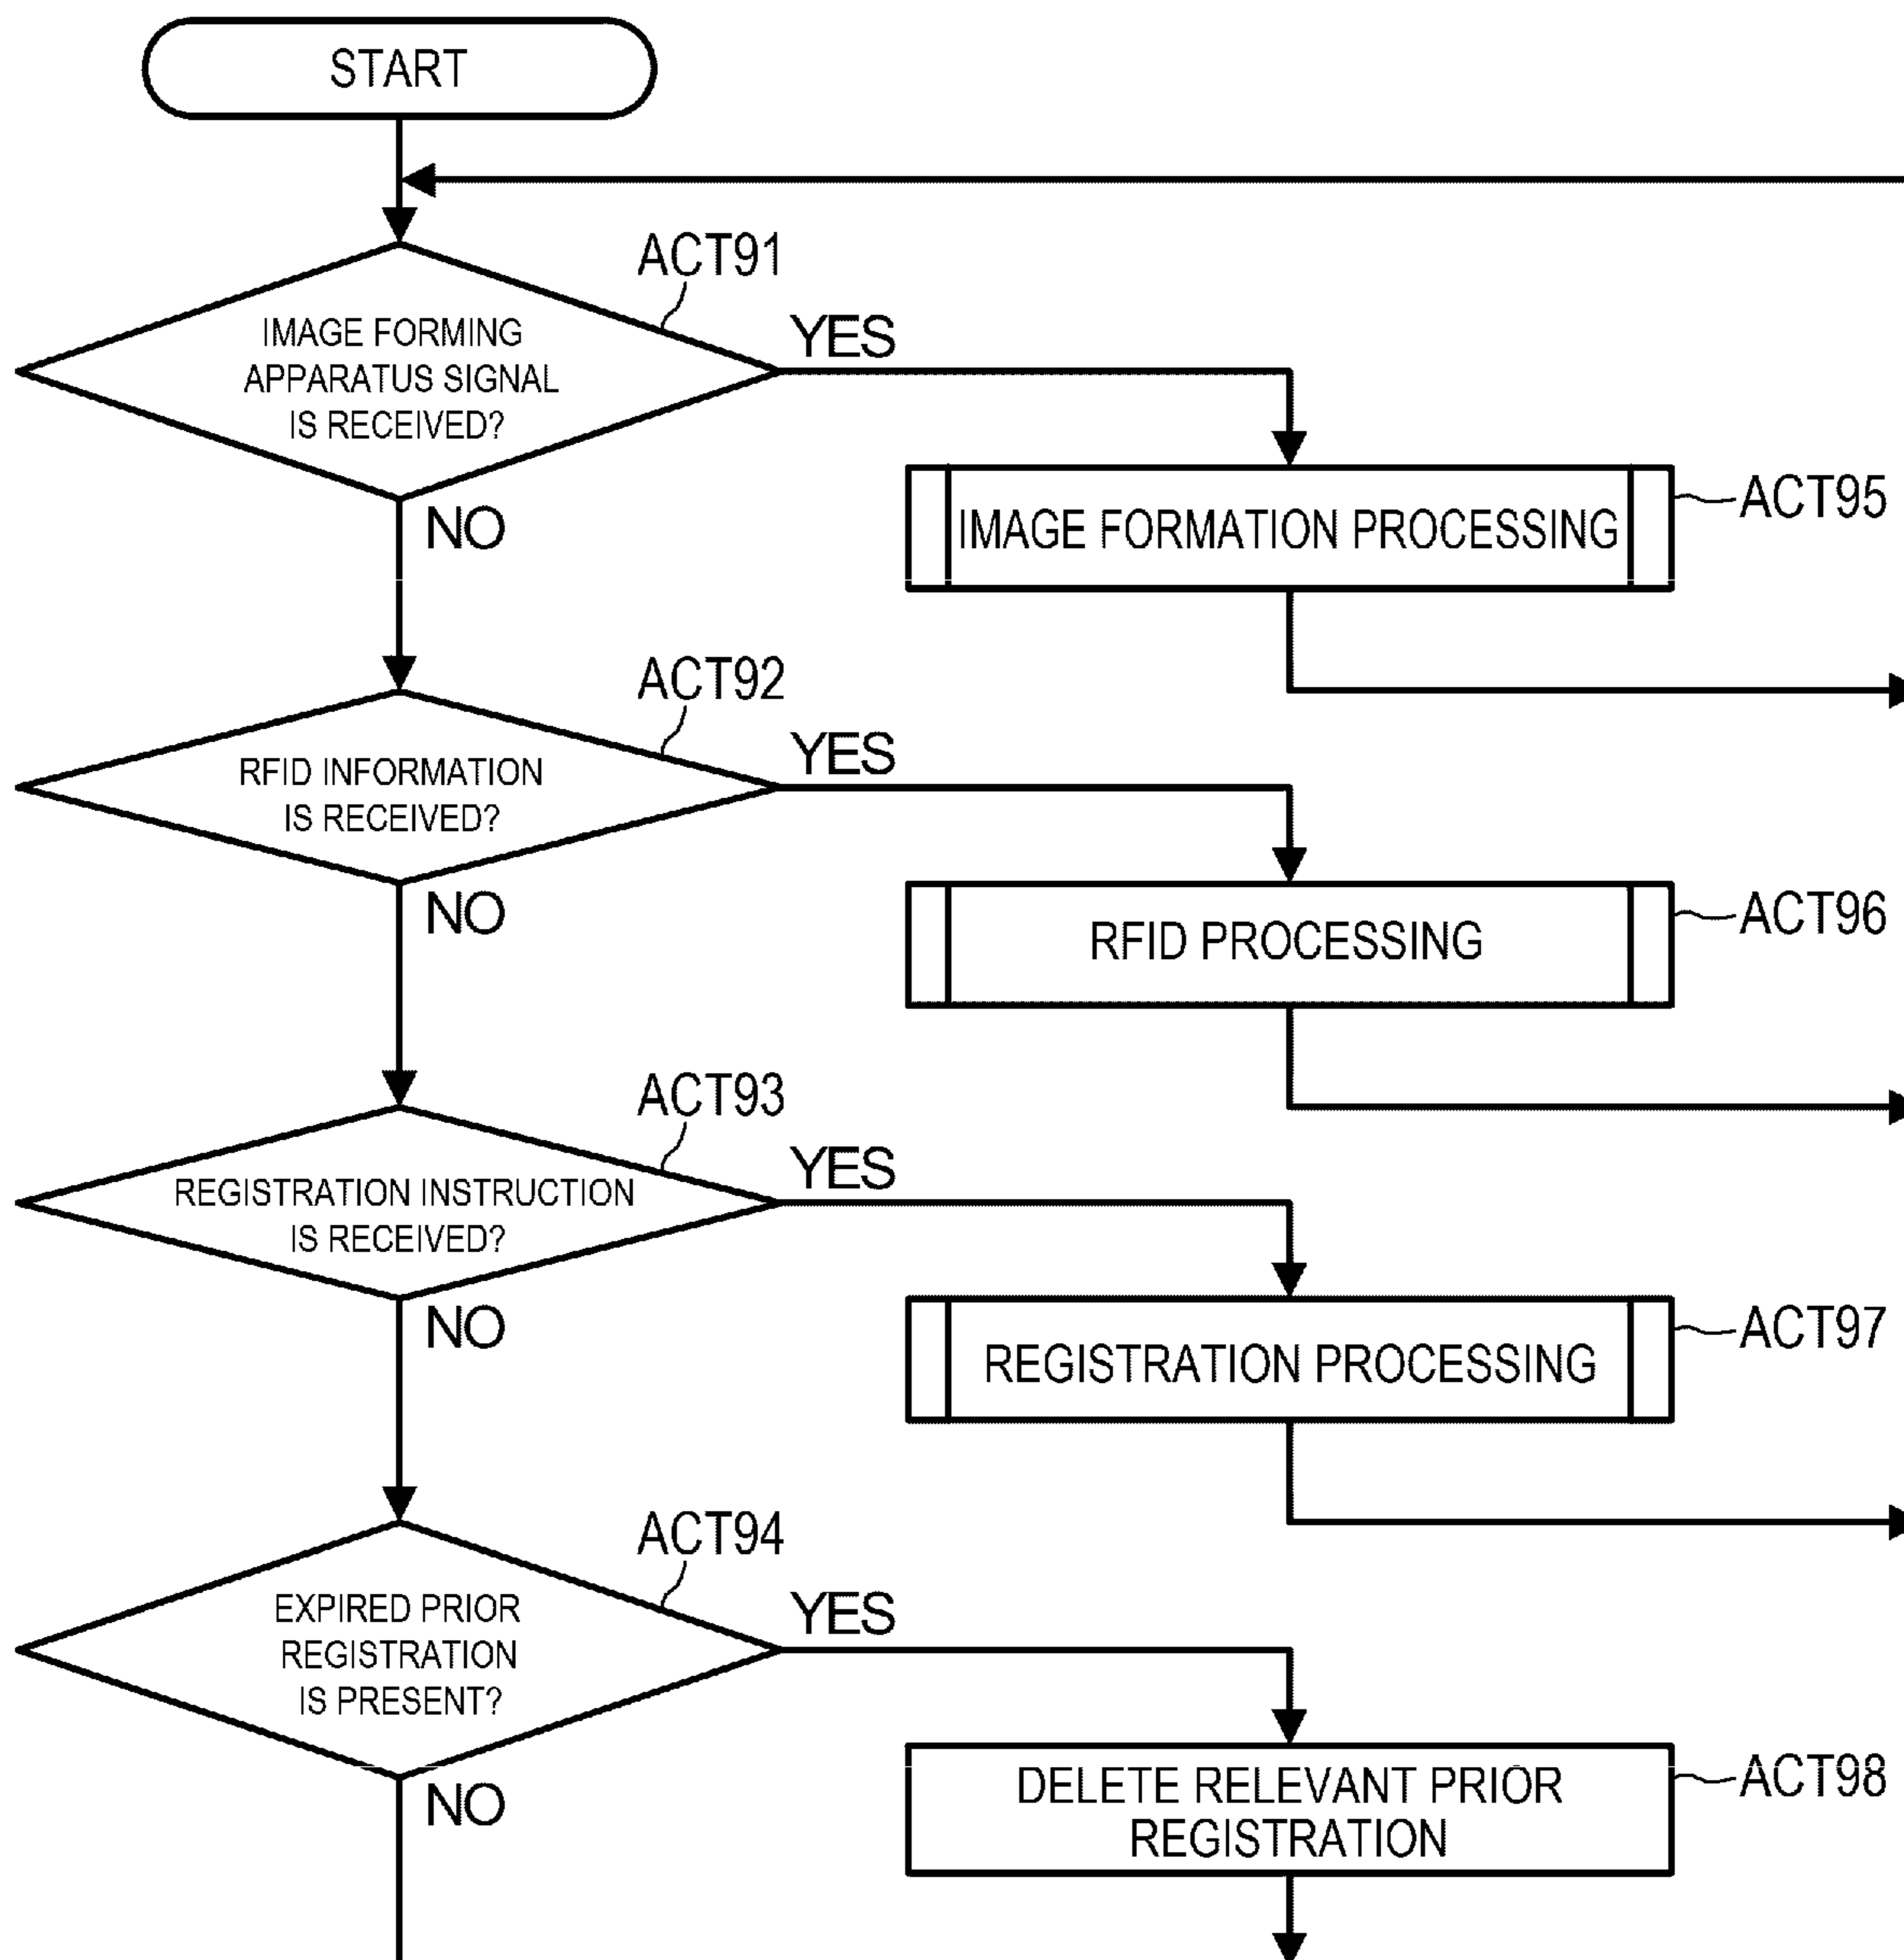 START
ACT91
IMAGE FORMING
APPARATUS SIGNAL
IS RECEIVED?
YES
NO
IMAGE FORMATION PROCESSING
ACT95
ACT92
RFID INFORMATION
IS RECEIVED?
YES
NO
RFID PROCESSING
ACT96
ACT93
REGISTRATION INSTRUCTION
IS RECEIVED?
YES
NO
REGISTRATION PROCESSING
ACT97
ACT94
EXPIRED PRIOR
REGISTRATION
IS PRESENT?
YES
NO
DELETE RELEVANT PRIOR
REGISTRATION
ACT98